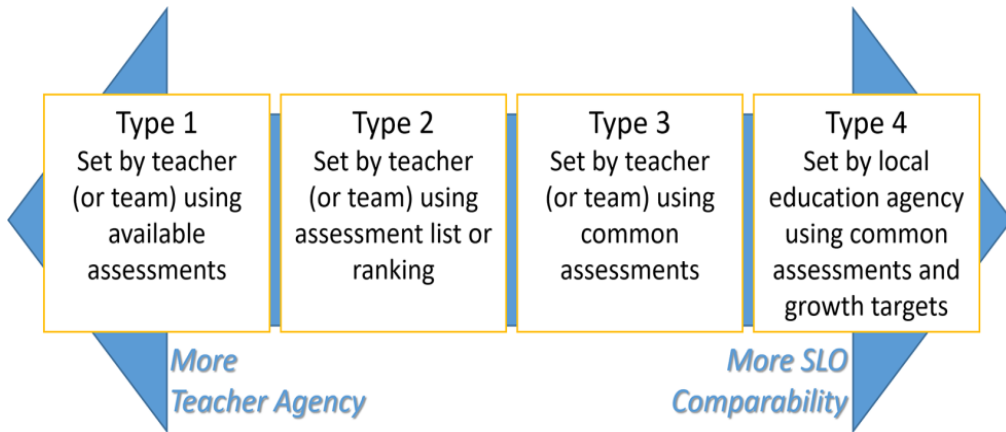 Type 1
Set by teacher
(or team) using
available
assessments
Type 2
Set by teacher
(or team) using
assessment list or
ranking
Type 3
Set by teacher
(or team) using
common
assessments
Type 4
Set by local
education agency
using common
assessments and
growth targets
More
Teacher Agency
More SLO
Comparability